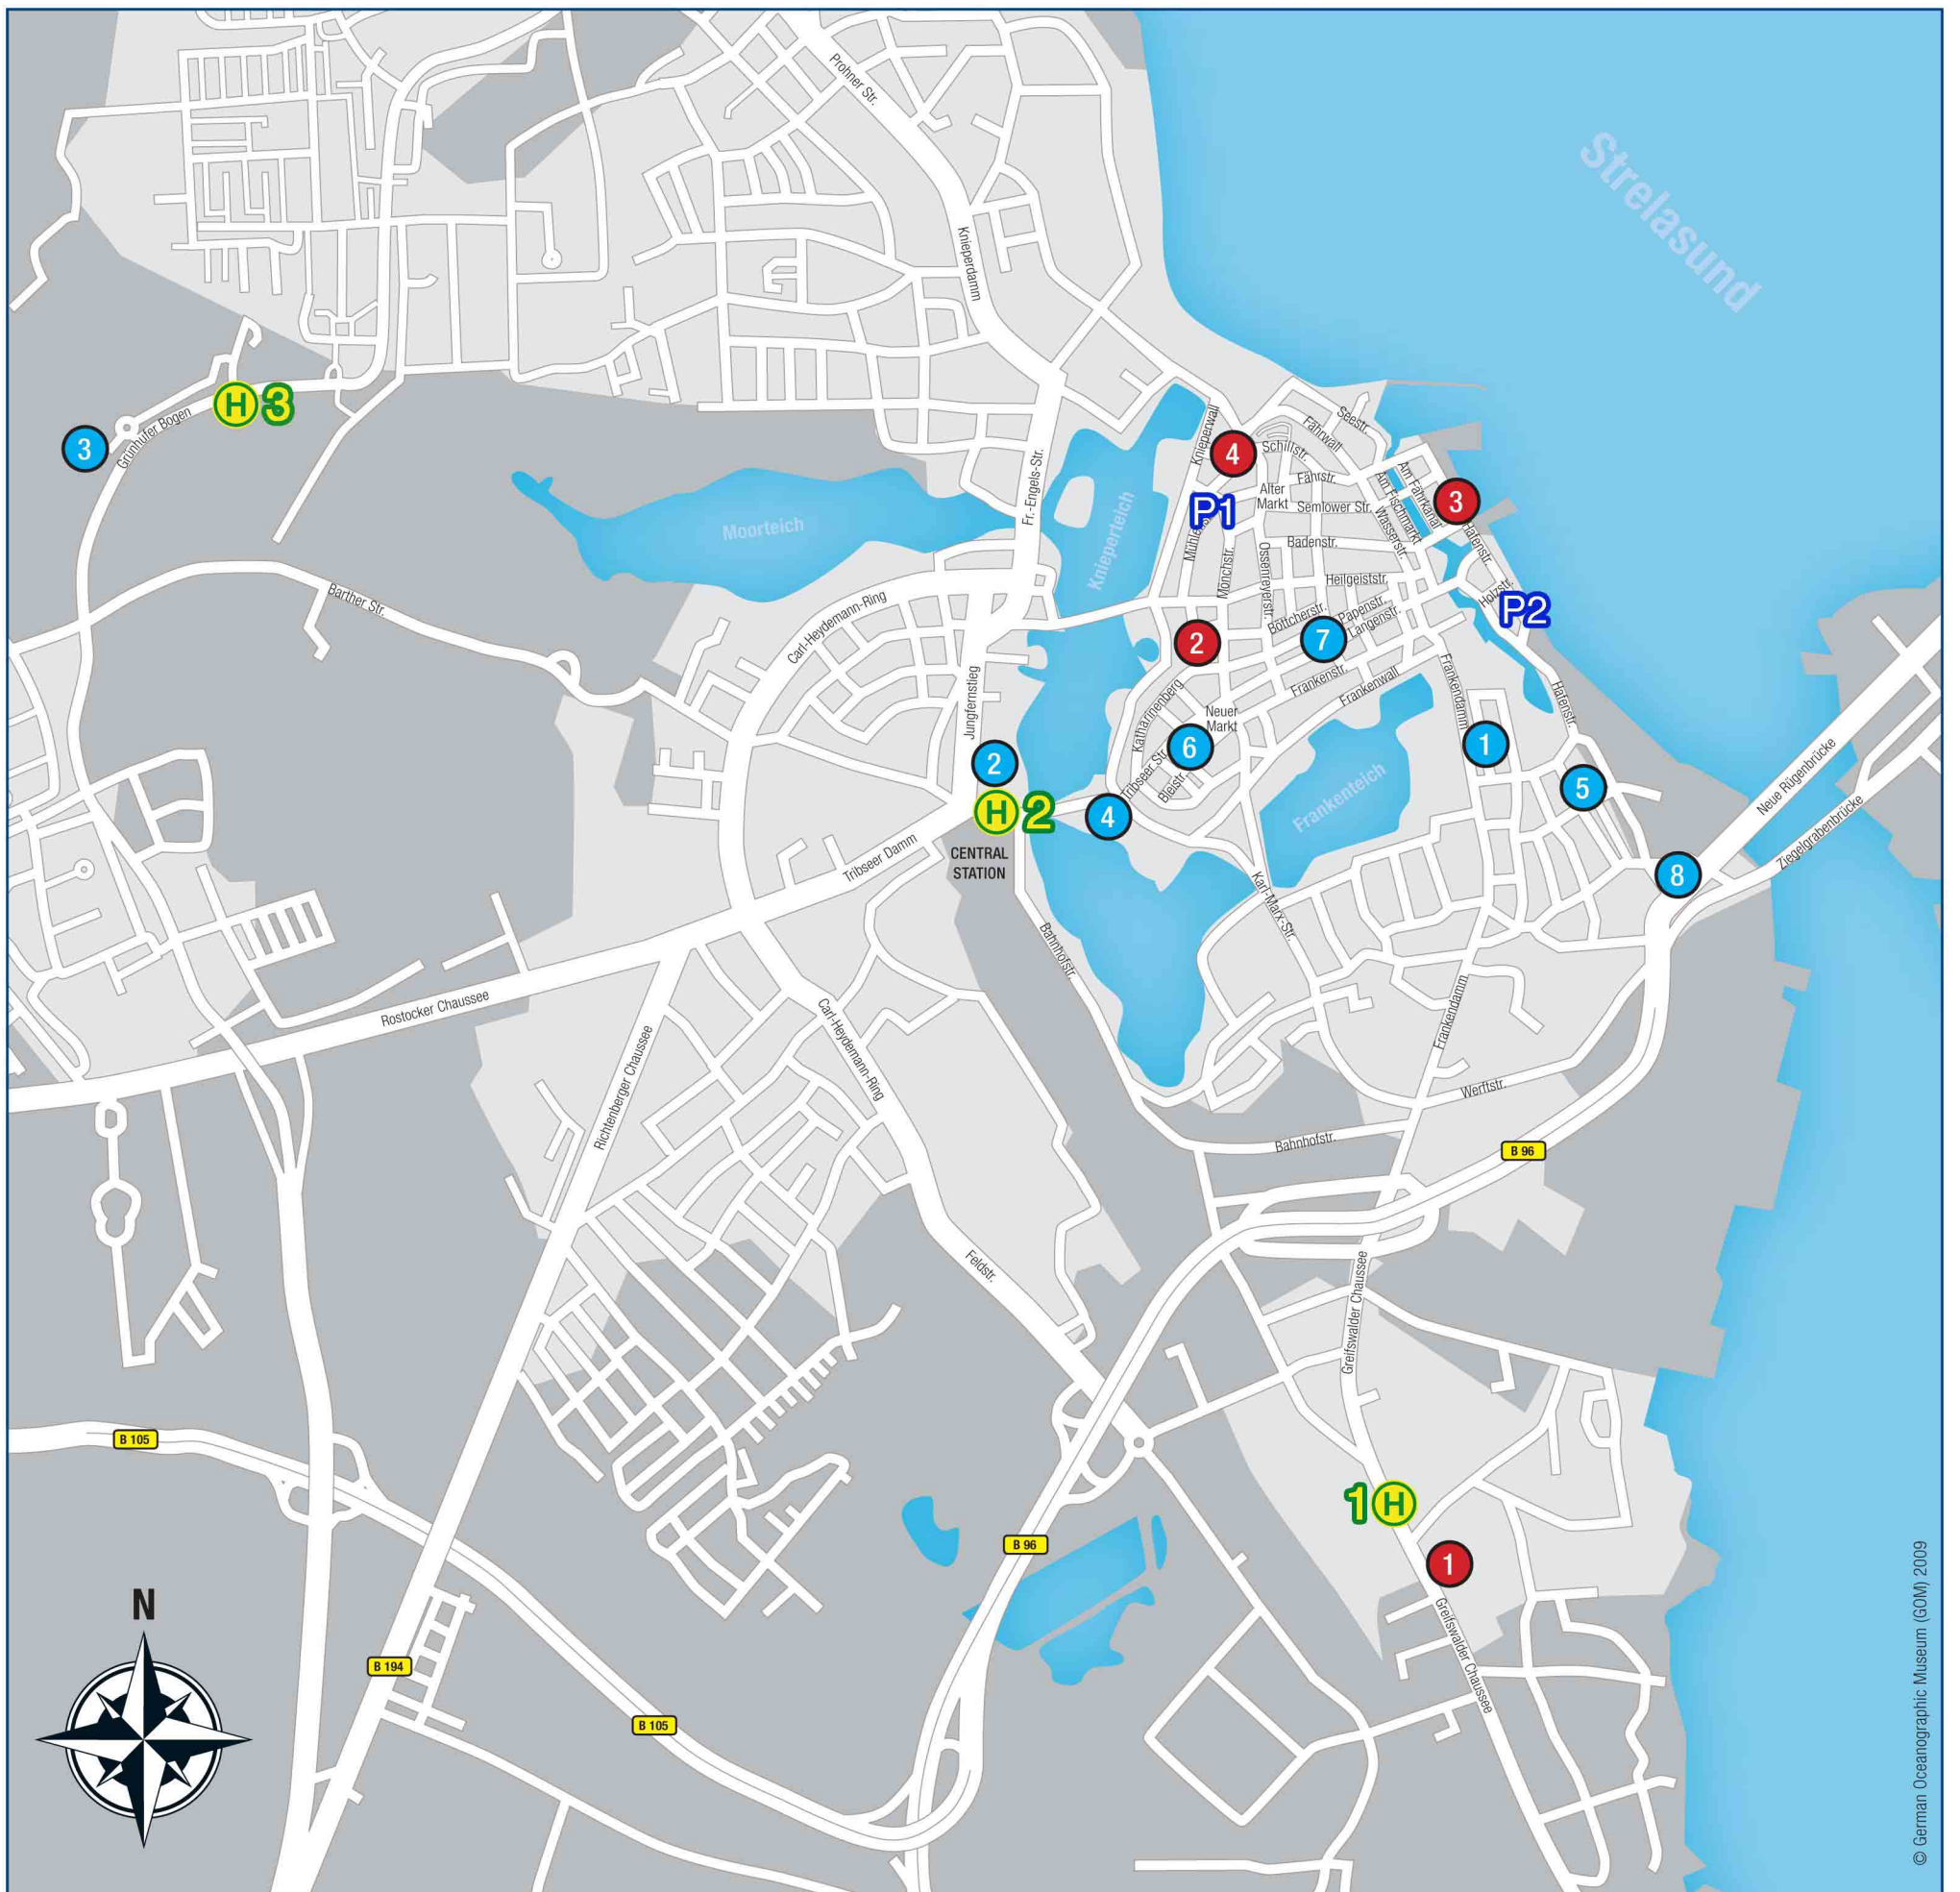 Prohner Str.
Strelasund
Knieperdamm
H 3
3
Grünhufer Bogen
Knieperwall
4
Schillstr.
Fährwall
Seestr.
Alter
Markt
Fährstr.
Semlower Str.
Am Fischmarkt
Am Fährkanal
3
Hafenstr.
P1
Wasserstr.
Badenstr.
Fr.-Engels-Str.
Moorteich
Knieperteich
Mönchstr.
Ossenreyerstr.
Heilgeiststr.
Holzstr.
P2
Barther Str.
Carl-Heydemann-Ring
Böttcherstr.
Papenstr.
Langenstr.
7
2
Frankenstr.
Frankenwall
Frankendamm
Hafenstr.
Jungfernstieg
Katharinenberg
Neuer
Markt
6
1
2
Tribseer Str.
Bleistr.
Frankenteich
5
Neue Rügenbrücke
Ziegelgrabenbrücke
H 2
4
CENTRAL
STATION
Tribseer Damm
8
Karl-Marx-Str.
Bahnhofstr.
Rostocker Chaussee
Carl-Heydemann-Ring
Richtenberger Chaussee
Frankendamm
Werftstr.
Bahnhofstr.
B 96
Feldstr.
Greifswalder Chaussee
B 105
1 H
B 96
1
Greifswalder Chaussee
N
B 194
B 105
© German Oceanographic Museum (GOM) 2009